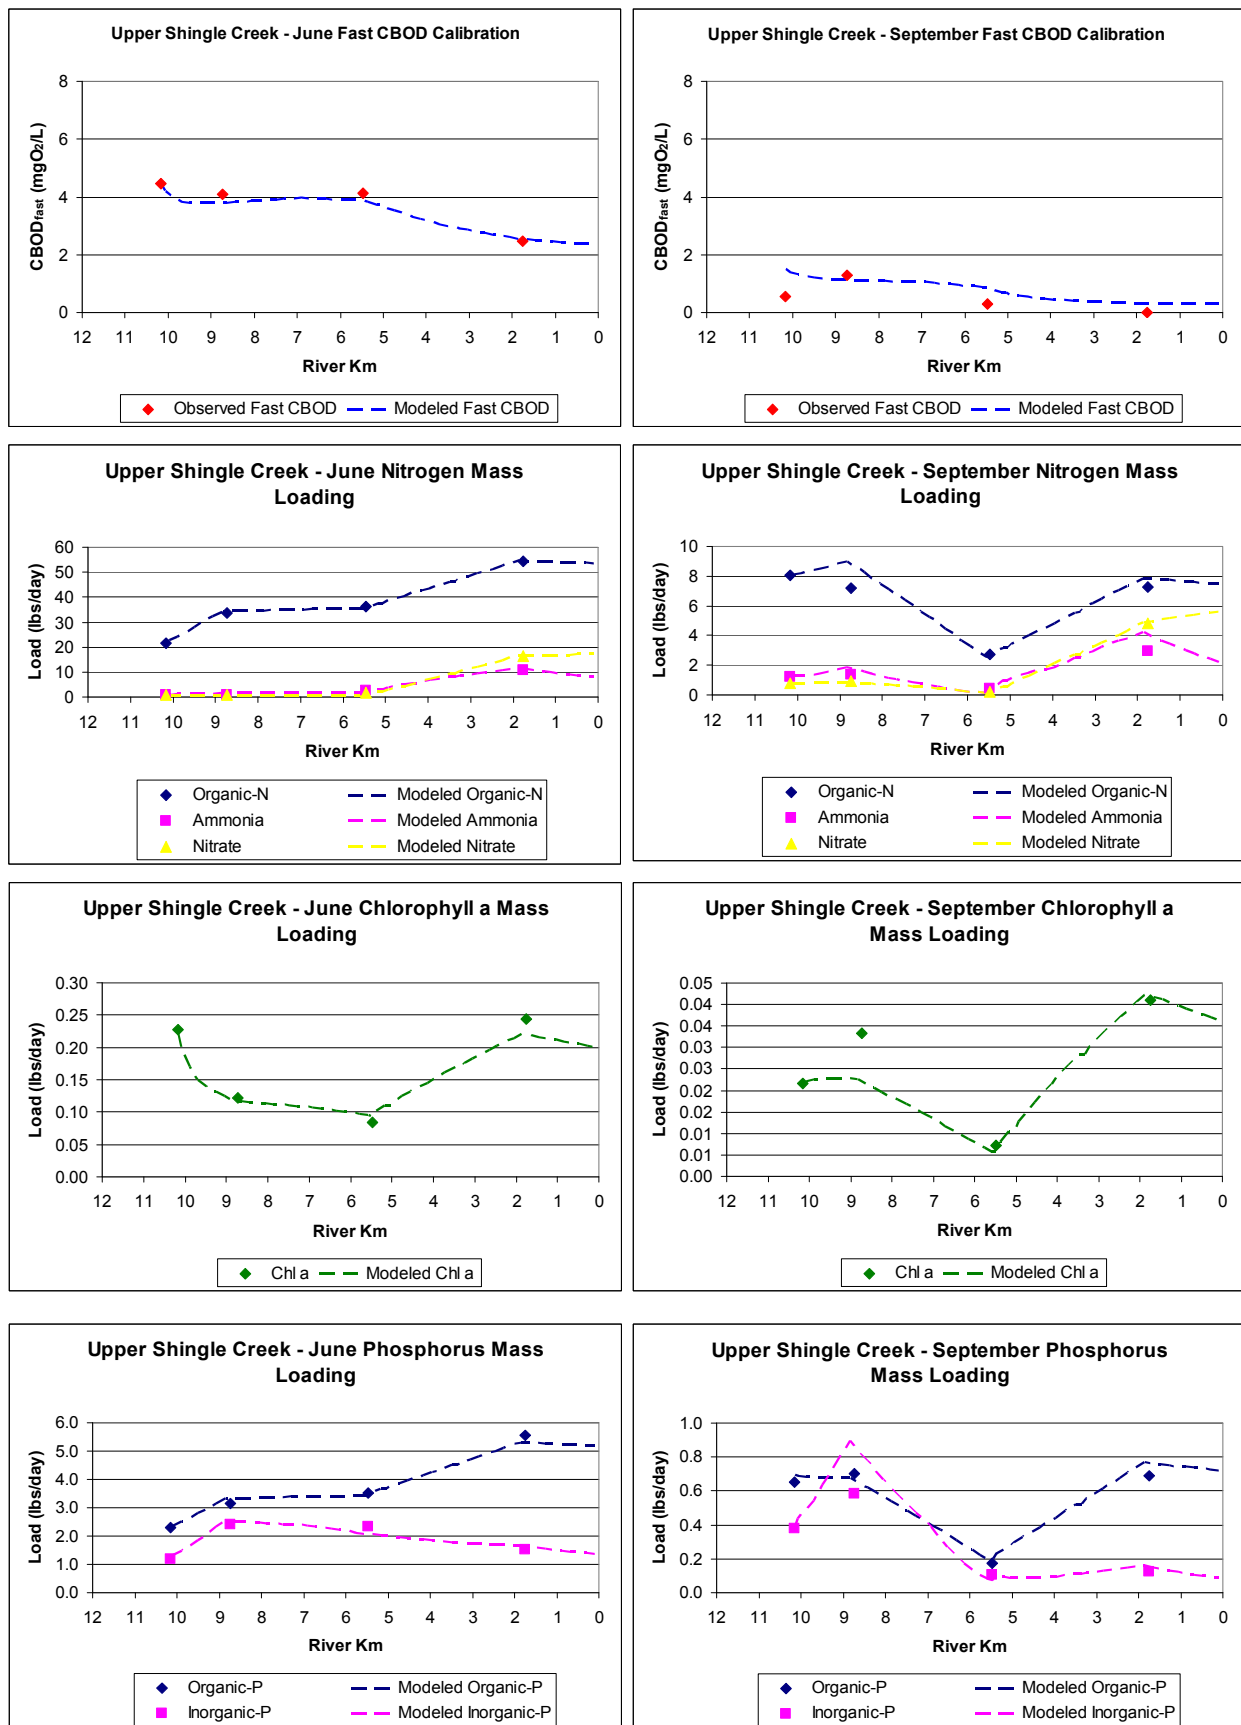 Upper Shingle Creek - June Fast CBOD Calibration
8
6
4
2
0
CBODfast (mgO2/L)
12 11 10 9 8 7 6 5 4 3 2 1 0
River Km
Observed Fast CBOD Modeled Fast CBOD
Upper Shingle Creek - September Fast CBOD Calibration
8
6
4
2
0
CBODfast (mgO2/L)
12 11 10 9 8 7 6 5 4 3 2 1 0
River Km
Observed Fast CBOD Modeled Fast CBOD
Upper Shingle Creek - June Nitrogen Mass
Loading
60
50
40
30
20
10
0
Load (lbs/day)
12 11 10 9 8 7 6 5 4 3 2 1 0
River Km
Organic-N Modeled Organic-N
Ammonia Modeled Ammonia
Nitrate Modeled Nitrate
Upper Shingle Creek - September Nitrogen Mass
Loading
10
8
6
4
2
0
Load (lbs/day)
12 11 10 9 8 7 6 5 4 3 2 1 0
River Km
Organic-N Modeled Organic-N
Ammonia Modeled Ammonia
Nitrate Modeled Nitrate
Upper Shingle Creek - June Chlorophyll a Mass
Loading
0.30
0.25
0.20
0.15
0.10
0.05
0.00
Load (lbs/day)
12 11 10 9 8 7 6 5 4 3 2 1 0
River Km
Chl a Modeled Chl a
Upper Shingle Creek - September Chlorophyll a
Mass Loading
0.05
0.04
0.04
0.03
0.03
0.02
0.02
0.01
0.01
0.00
Load (lbs/day)
12 11 10 9 8 7 6 5 4 3 2 1 0
River Km
Chl a Modeled Chl a
Upper Shingle Creek - June Phosphorus Mass
Loading
6.0
5.0
4.0
3.0
2.0
1.0
0.0
Load (lbs/day)
12 11 10 9 8 7 6 5 4 3 2 1 0
River Km
Organic-P Modeled Organic-P
Inorganic-P Modeled Inorganic-P
Upper Shingle Creek - September Phosphorus
Mass Loading
1.0
0.8
0.6
0.4
0.2
0.0
Load (lbs/day)
12 11 10 9 8 7 6 5 4 3 2 1 0
River Km
Organic-P Modeled Organic-P
Inorganic-P Modeled Inorganic-P